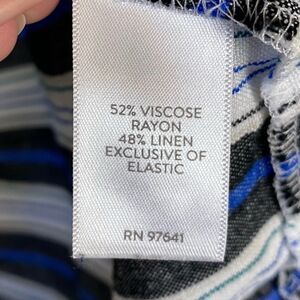 52% VISCOSE
RAYON
48% LINEN
EXCLUSIVE OF
ELASTIC
RN 97641